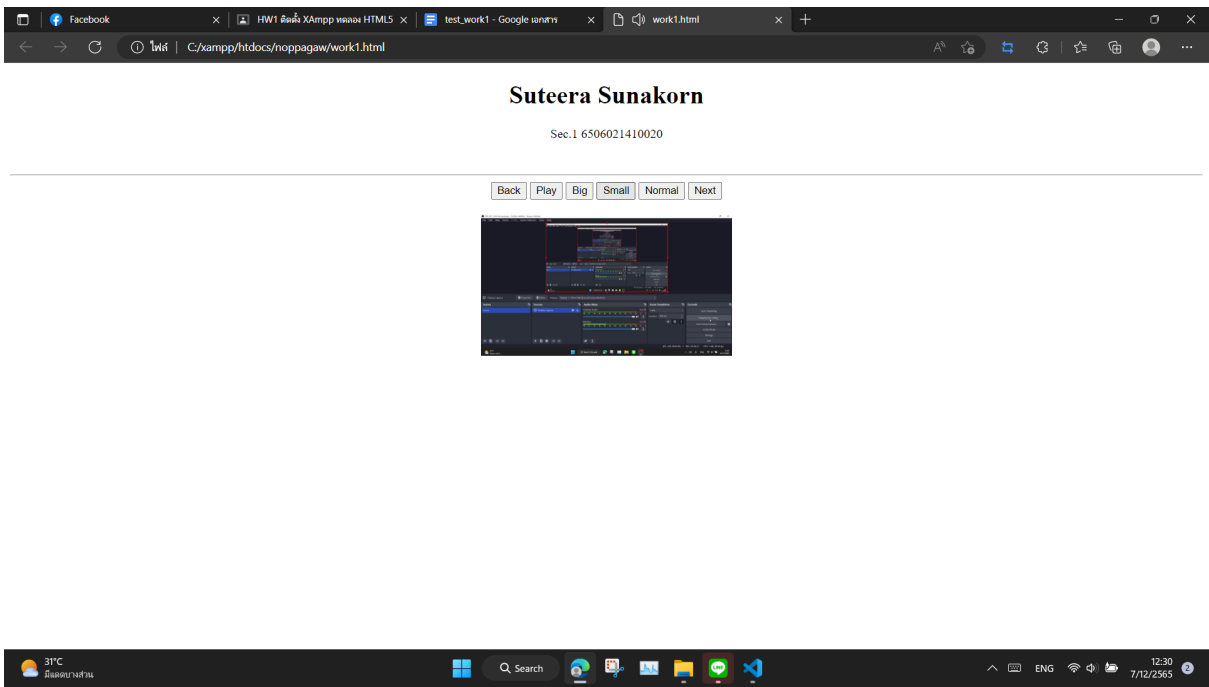 Facebook
HW1 ติดตั้ง XAmpp ทดลอง HTML5
test_work1 - Google เอกสาร
work1.html
ไฟล์ C:/xampp/htdocs/noppagaw/work1.html
Suteera Sunakorn
Sec.1 6506021410020
Back Play Big Small Normal Next
31°C
มีแดดบางส่วน
Search
LINE
ENG
12:30
7/12/2565
2